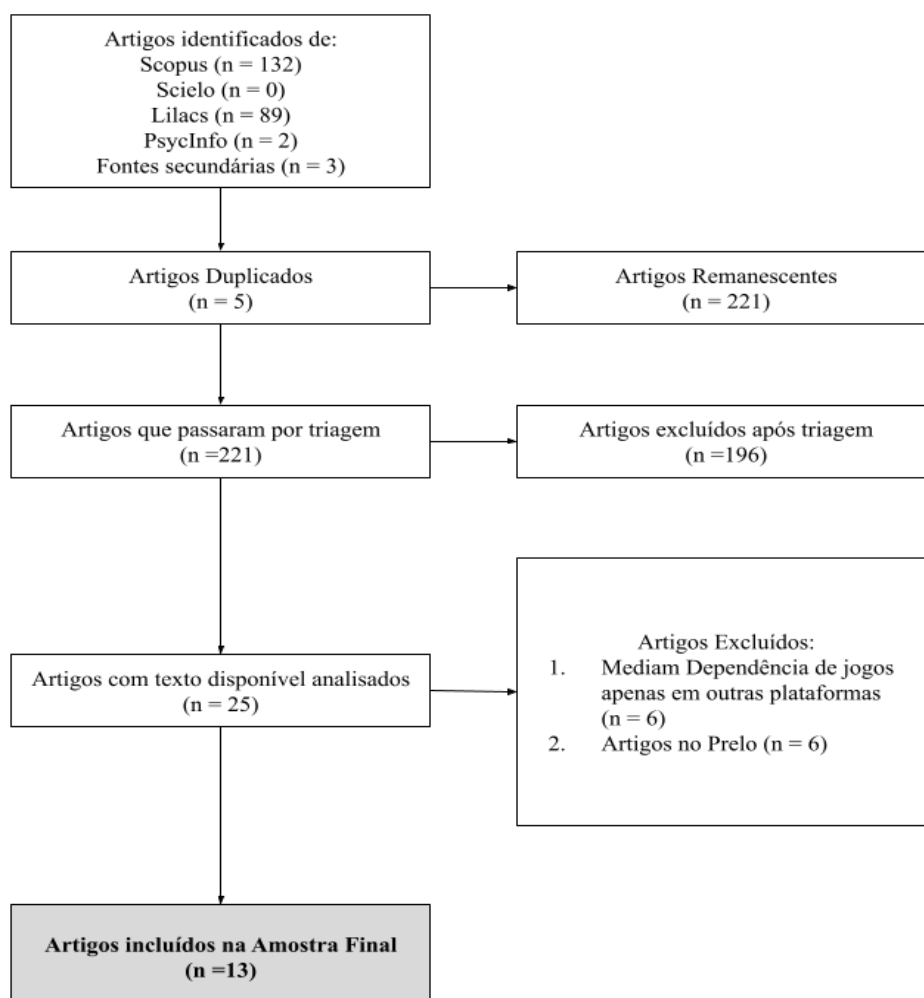 Artigos identificados de:
Scopus (n = 132)
Scielo (n = 0)
Lilacs (n = 89)
PsycInfo (n = 2)
Fontes secundárias (n = 3)
Artigos Duplicados
(n = 5)
Artigos Remanescentes
(n = 221)
Artigos que passaram por triagem
(n =221)
Artigos excluídos após triagem
(n =196)
Artigos com texto disponível analisados
(n = 25)
Artigos Excluídos:
1. Mediam Dependência de jogos
apenas em outras plataformas
(n = 6)
2. Artigos no Prelo (n = 6)
Artigos incluídos na Amostra Final
(n =13)